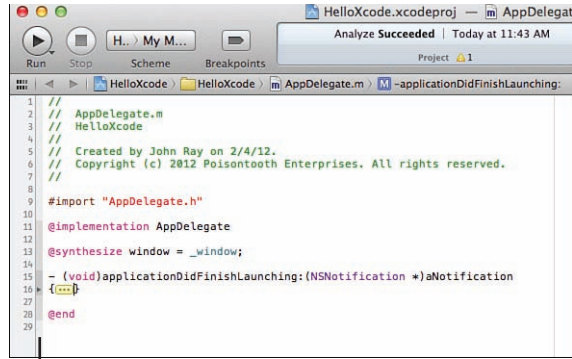 HelloXcode.xcodeproj — AppDelegat
Run
Stop
H.. My M...
Scheme
Breakpoints
Analyze Succeeded | Today at 11:43 AM
Project 1
HelloXcode HelloXcode AppDelegate.m M -applicationDidFinishLaunching:
1 //
2 // AppDelegate.m
3 // HelloXcode
4 //
5 // Created by John Ray on 2/4/12.
6 // Copyright (c) 2012 Poisontooth Enterprises. All rights reserved.
7 //
8
9 #import "AppDelegate.h"
10
11 @implementation AppDelegate
12
13 @synthesize window = _window;
14
15 - (void)applicationDidFinishLaunching:(NSNotification *)aNotification
16 {...}
27
28 @end
29